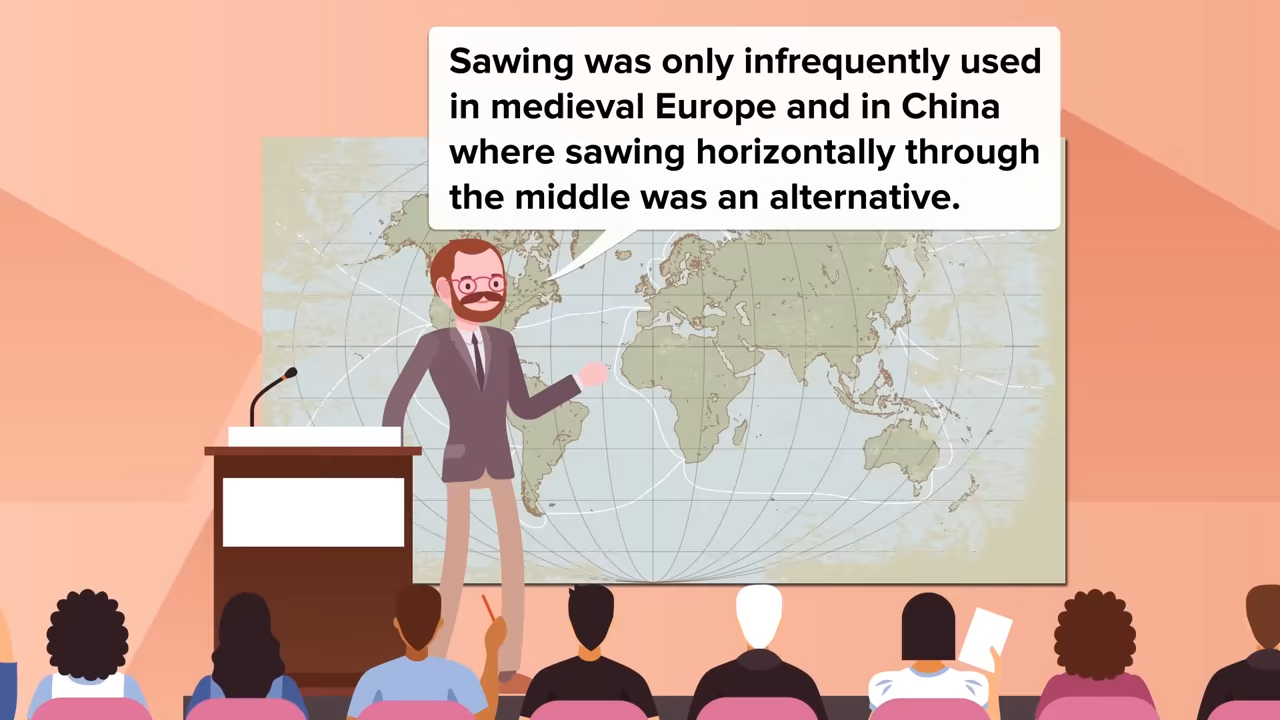 Sawing was only infrequently used
in medieval Europe and in China
where sawing horizontally through
the middle was an alternative.